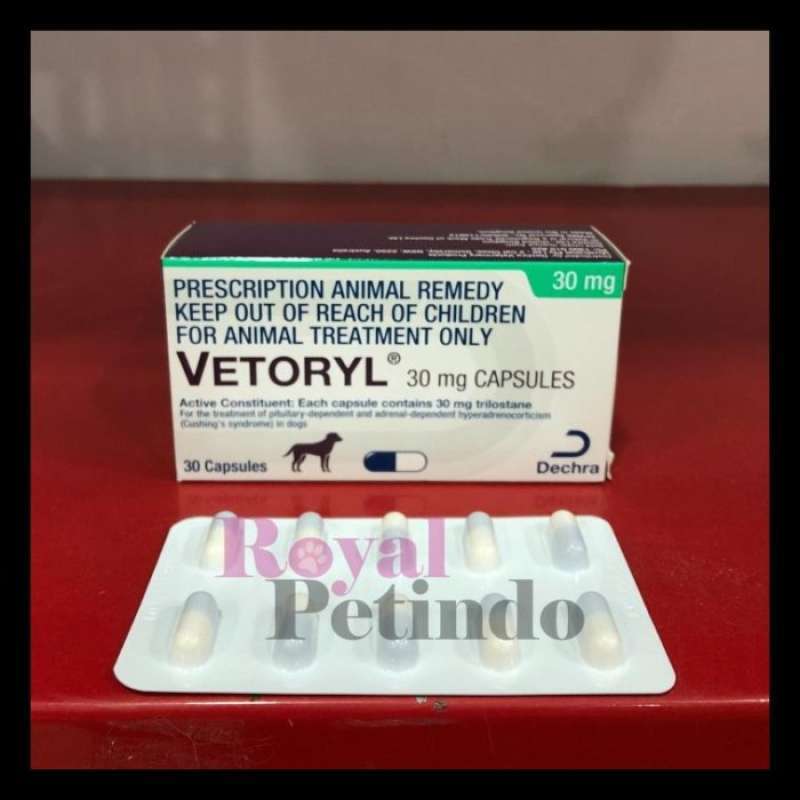 30 mg
PRESCRIPTION ANIMAL REMEDY
KEEP OUT OF REACH OF CHILDREN
FOR ANIMAL TREATMENT ONLY
VETORYL® 30 mg CAPSULES
Active Constituent: Each capsule contains 30 mg trilostane
For the treatment of pituitary-dependent and adrenal-dependent hyperadrenocorticism
(Cushing's syndrome) in dogs
30 Capsules
Dechra
Royal
Petindo